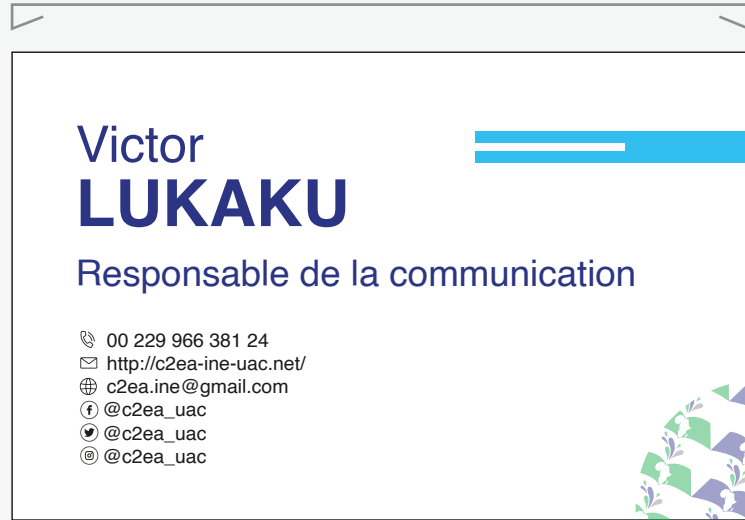 Victor
LUKAKU
Responsable de la communication
00 229 966 381 24
http://c2ea-ine-uac.net/
c2ea.ine@gmail.com
@c2ea_uac
@c2ea_uac
@c2ea_uac